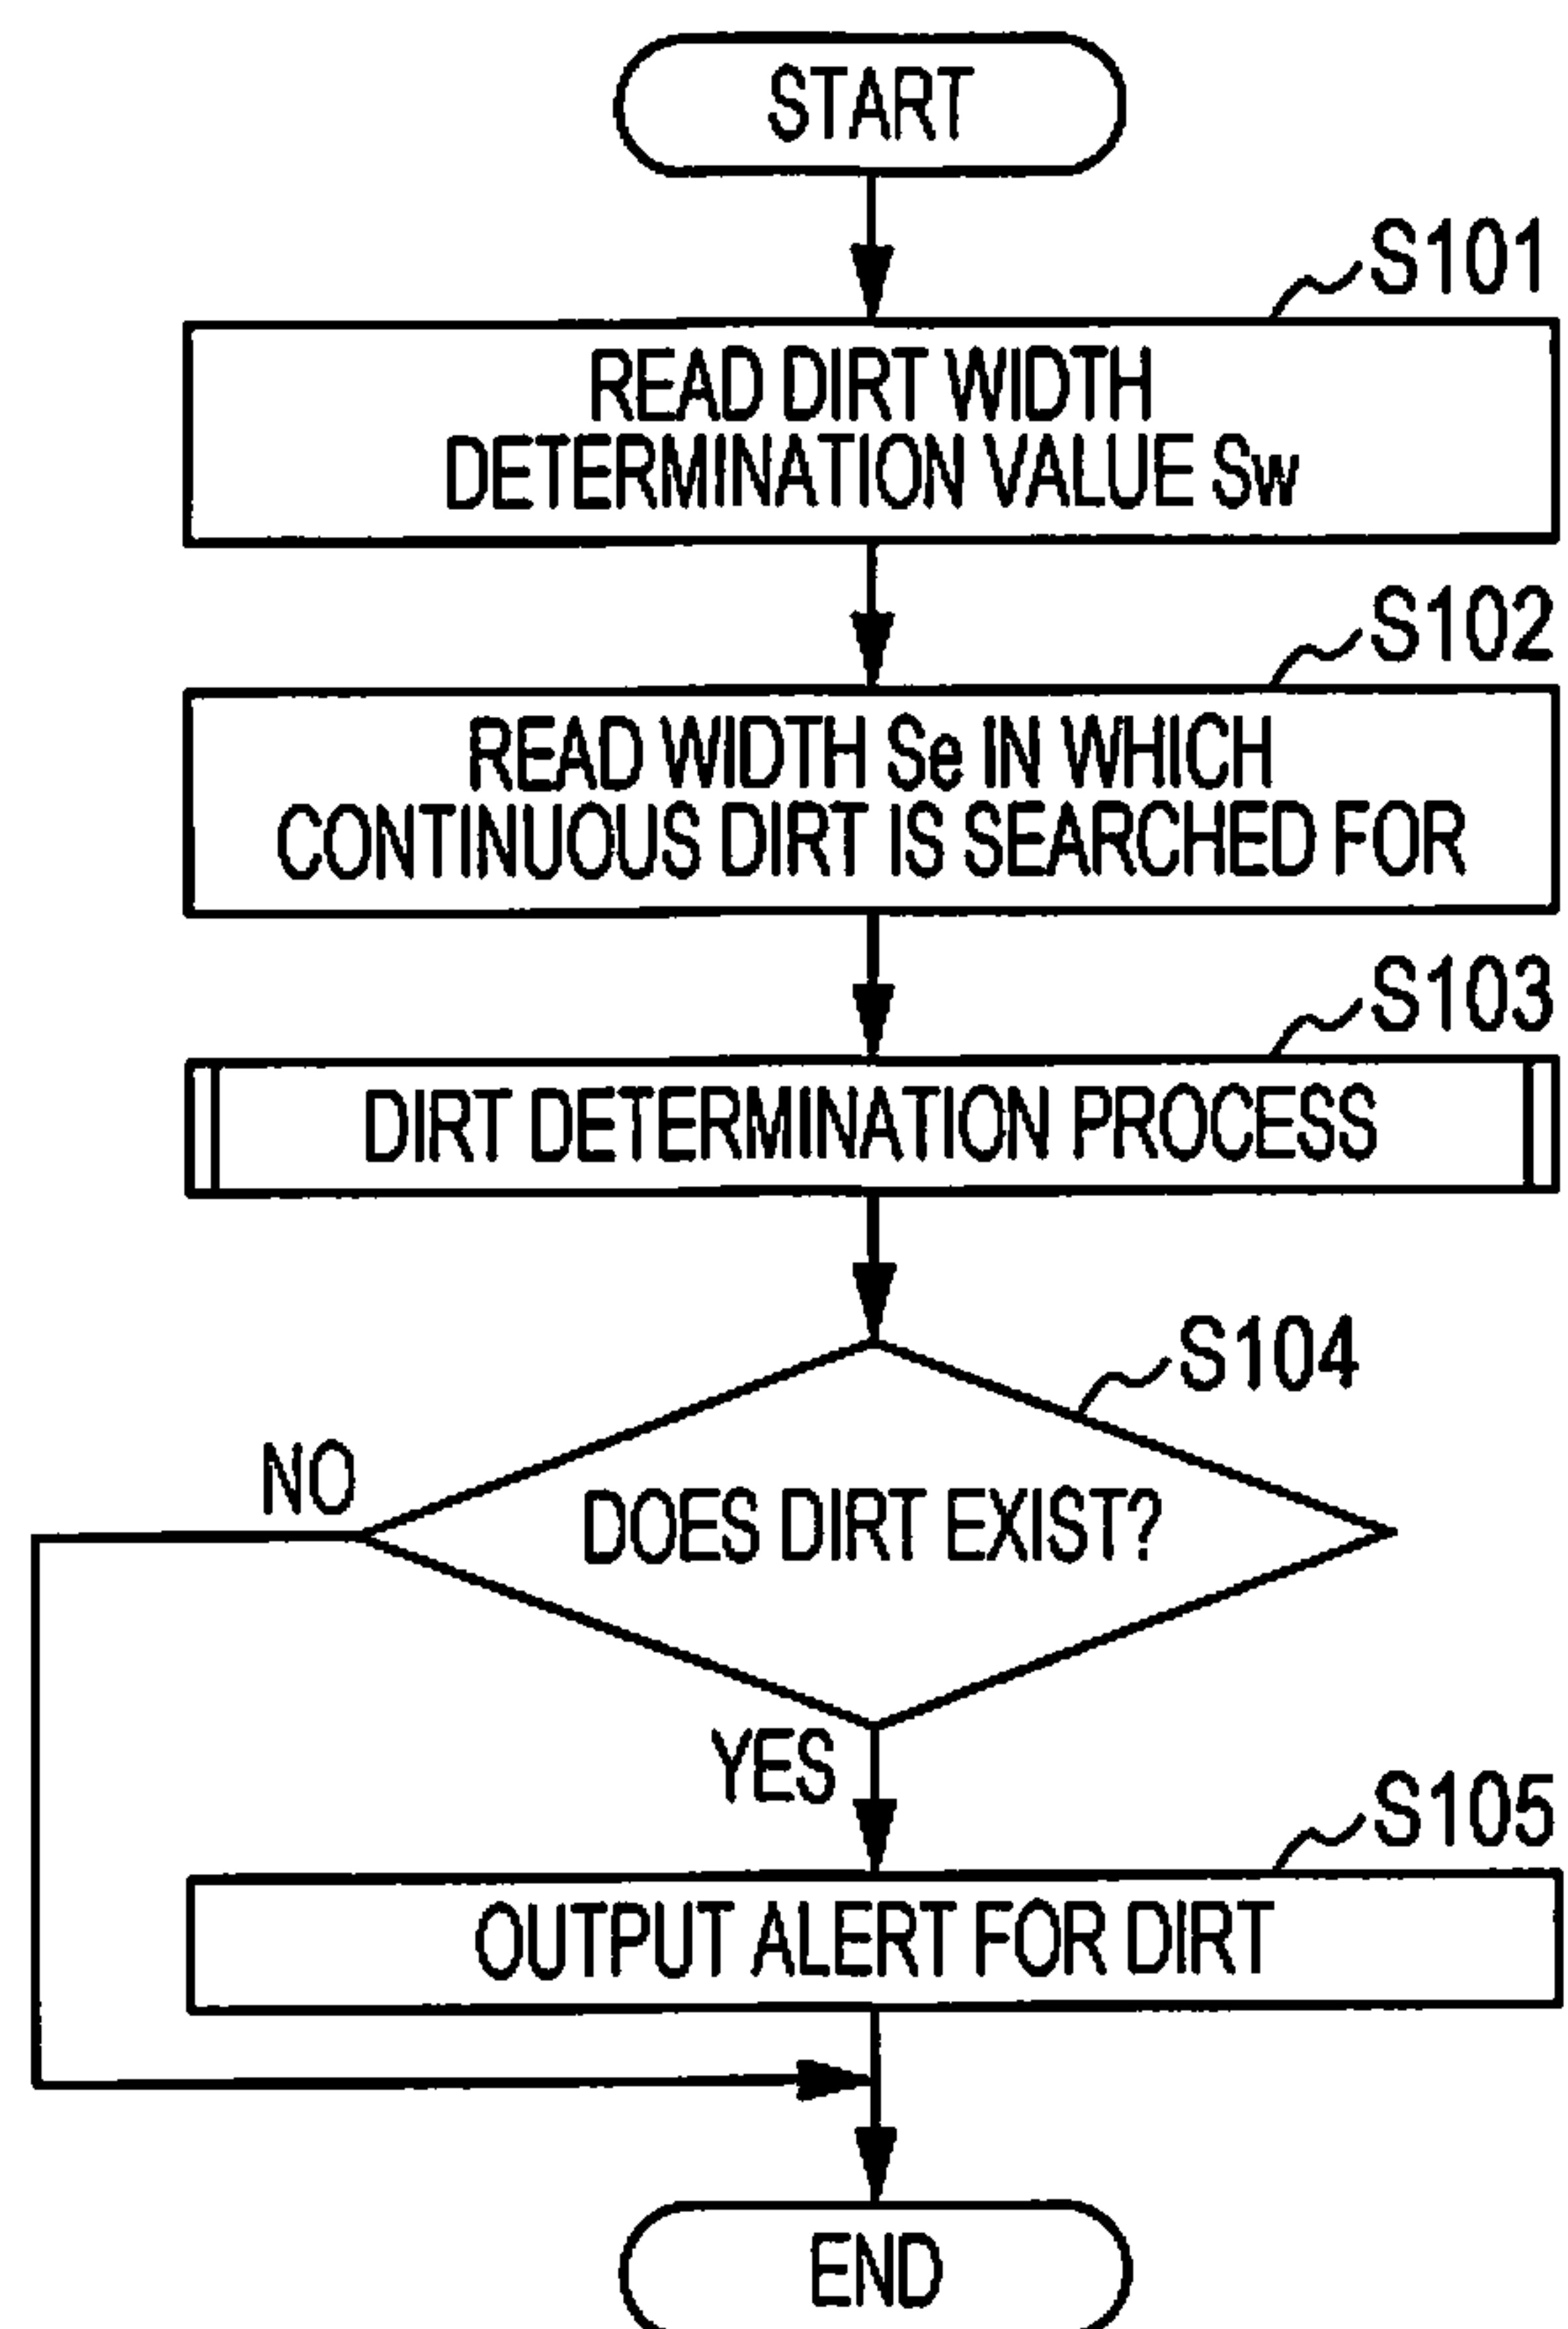 START
S101
READ DIRT WIDTH
DETERMINATION VALUE Sw
S102
READ WIDTH Se IN WHICH
CONTINUOUS DIRT IS SEARCHED FOR
S103
DIRT DETERMINATION PROCESS
S104
NO
DOES DIRT EXIST?
YES
S105
OUTPUT ALERT FOR DIRT
END